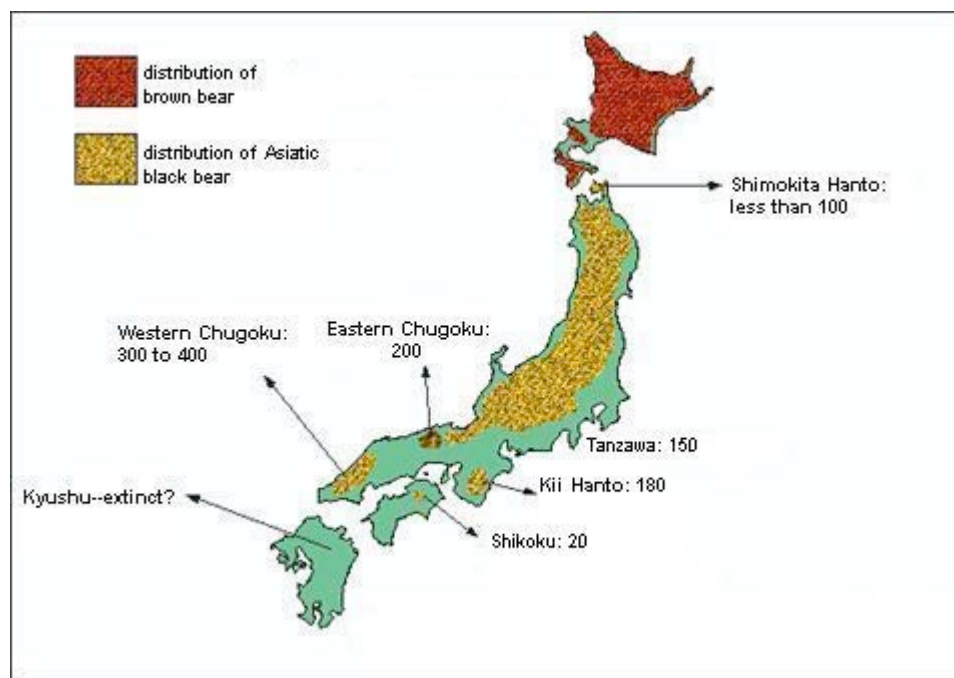 distribution of
brown bear
distribution of Asiatic
black bear
Shimokita Hanto:
less than 100
Eastern Chugoku:
200
Western Chugoku:
300 to 400
Tanzawa: 150
Kii Hanto: 180
Kyushu--extinct?
Shikoku: 20